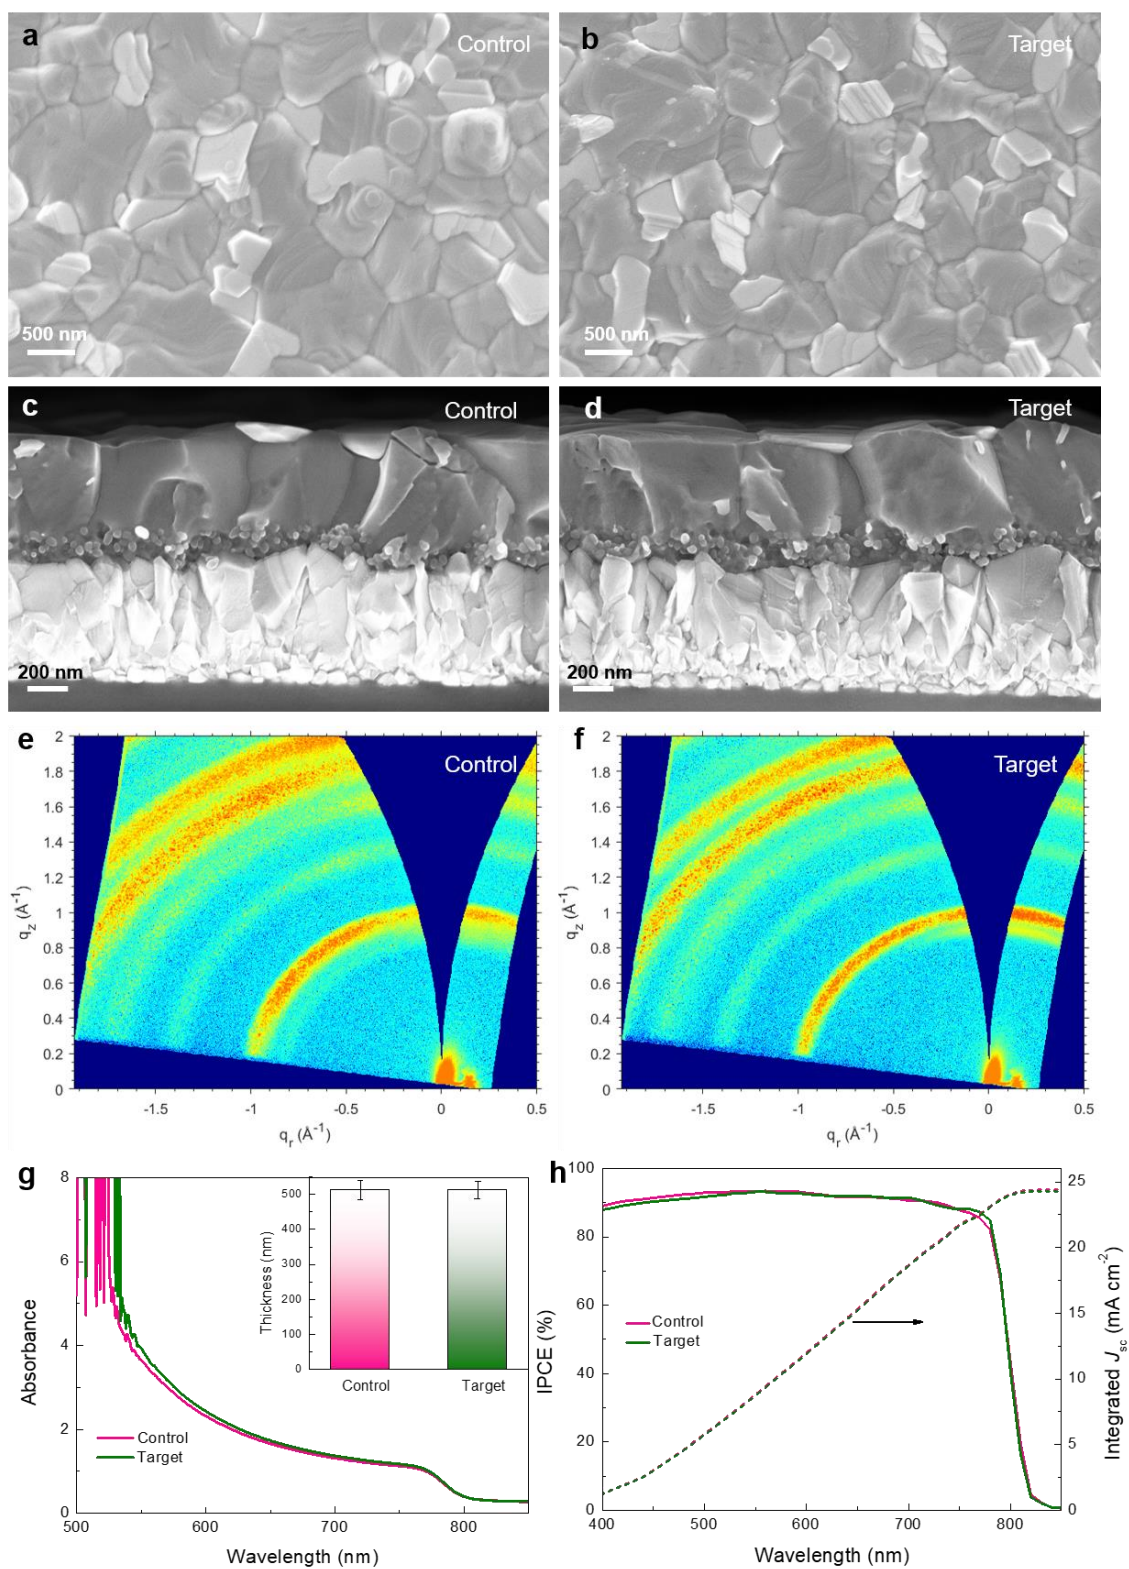 a
Control
500 nm
b
Target
500 nm
c
Control
200 nm
d
Target
200 nm
e
Control
2
1.8
1.6
1.4
1.2
1
0.8
0.6
0.4
0.2
0
-1.5
-1
-0.5
0
0.5
q_z (Å⁻¹)
q_r (Å⁻¹)
f
Target
2
1.8
1.6
1.4
1.2
1
0.8
0.6
0.4
0.2
0
-1.5
-1
-0.5
0
0.5
q_z (Å⁻¹)
q_r (Å⁻¹)
g
8
6
4
2
0
500
600
700
800
Absorbance
Wavelength (nm)
Control
Target
500
400
300
200
100
0
Thickness (nm)
Control
Target
h
100
80
60
40
20
0
400
500
600
700
800
25
20
15
10
5
0
IPCE (%)
Integrated J_sc (mA cm⁻²)
Wavelength (nm)
Control
Target